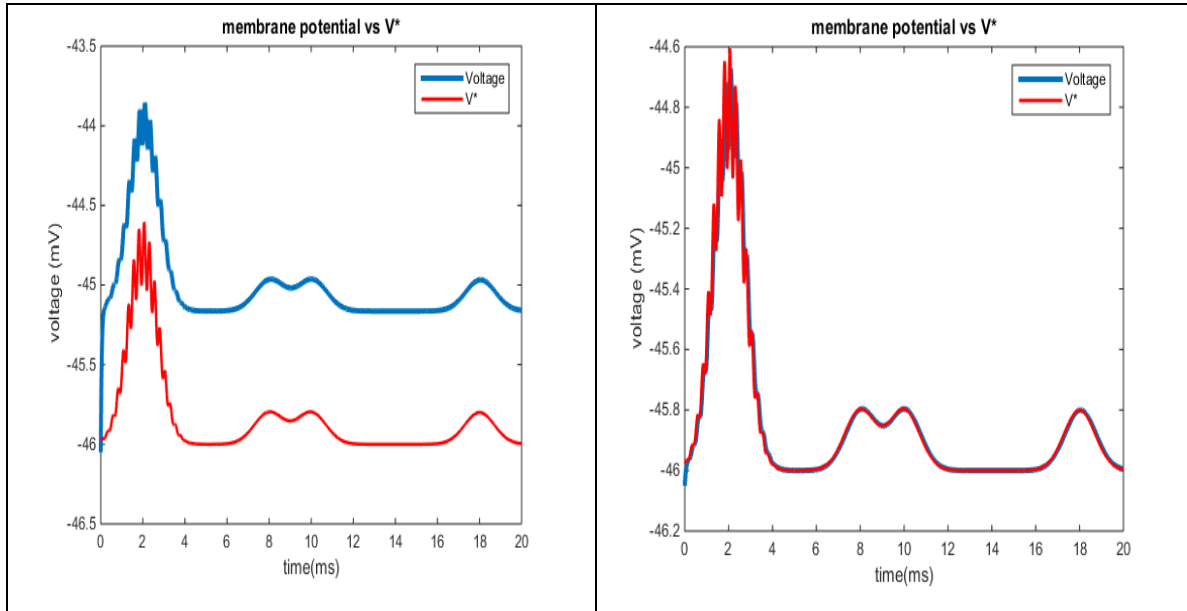 membrane potential vs V*
-43.5
-44
-44.5
-45
-45.5
-46
-46.5
voltage (mV)
Voltage
V*
0 2 4 6 8 10 12 14 16 18 20
time(ms)
membrane potential vs V*
-44.6
-44.8
-45
-45.2
-45.4
-45.6
-45.8
-46
-46.2
voltage (mV)
Voltage
V*
0 2 4 6 8 10 12 14 16 18 20
time(ms)